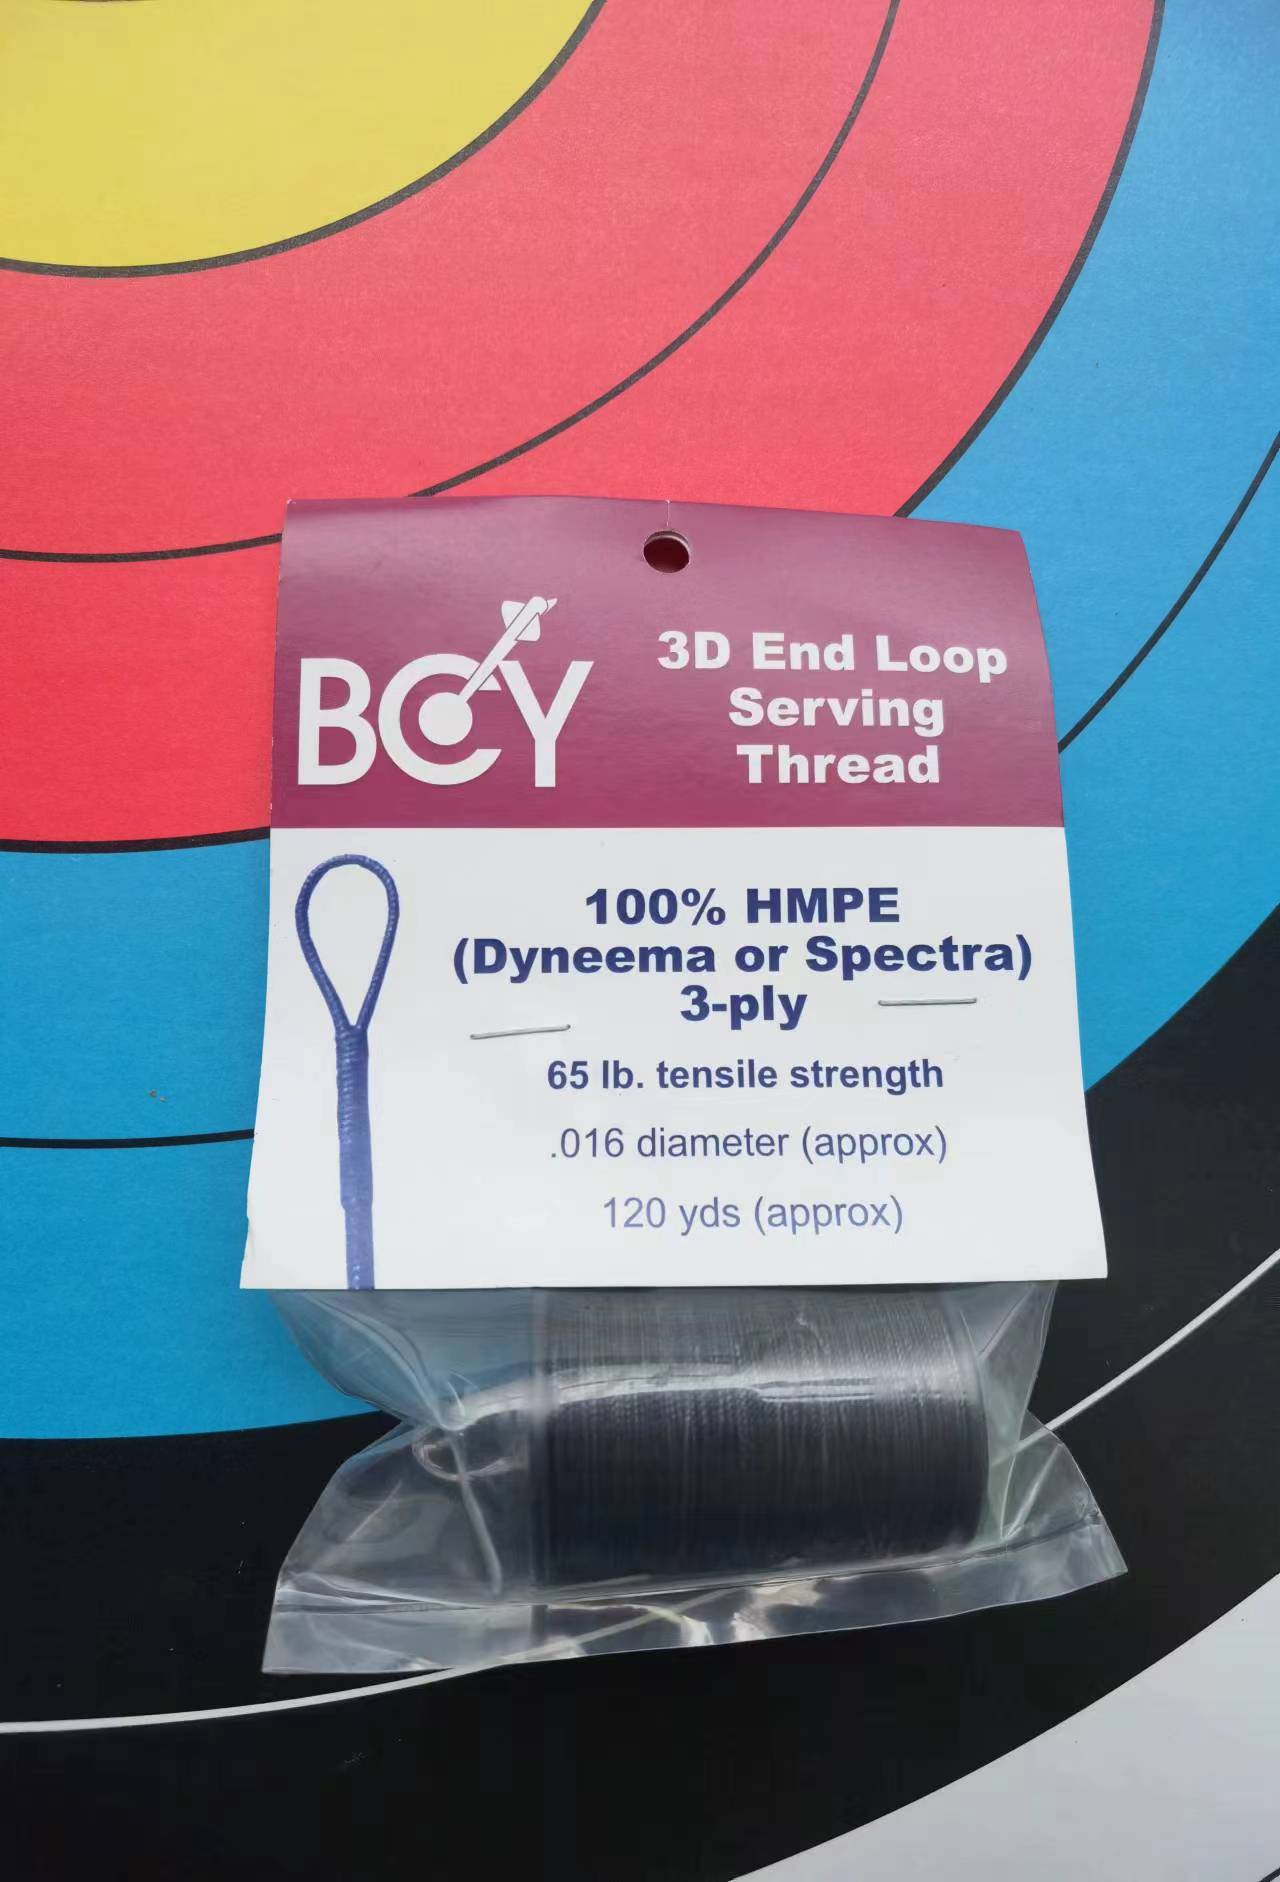 BCY
3D End Loop
Serving
Thread
100% HMPE
(Dyneema or Spectra)
3-ply
65 lb. tensile strength
.016 diameter (approx)
120 yds (approx)